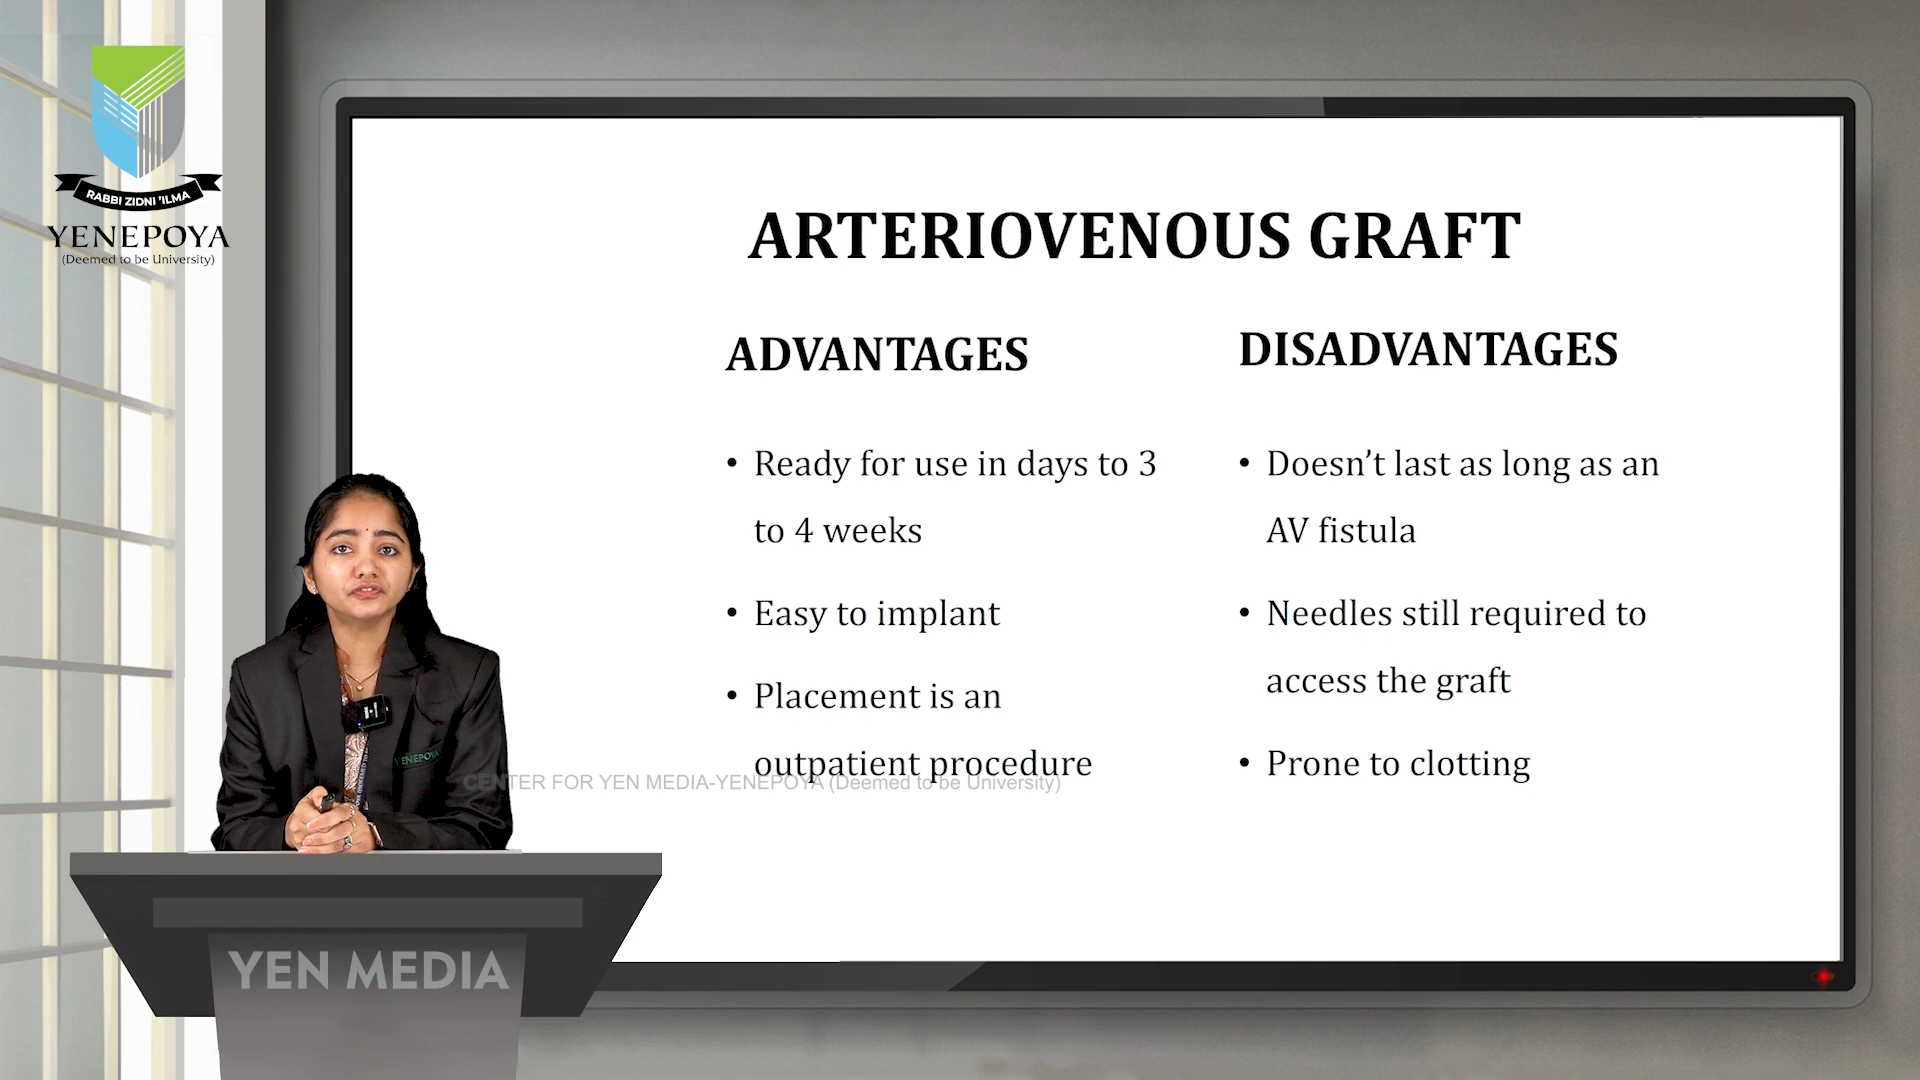 RABBI ZIDNI 'ILMA
YENEPOYA
(Deemed to be University)
ARTERIOVENOUS GRAFT
ADVANTAGES
• Ready for use in days to 3
to 4 weeks
• Easy to implant
• Placement is an
outpatient procedure
DISADVANTAGES
• Doesn’t last as long as an
AV fistula
• Needles still required to
access the graft
• Prone to clotting
YENEPOYA
CENTER FOR YEN MEDIA-YENEPOYA (Deemed to be University)
YEN MEDIA